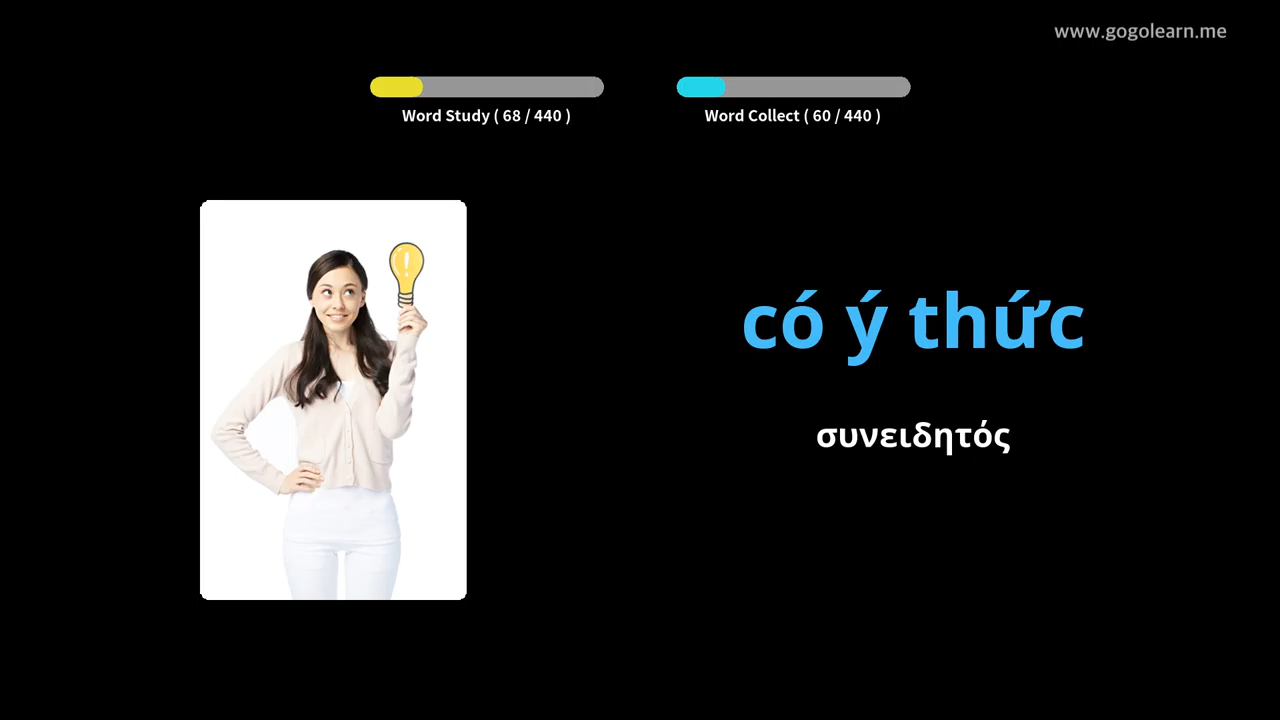 www.gogolearn.me
Word Study ( 68 / 440 )
Word Collect ( 60 / 440 )
có ý thức
συνειδητός